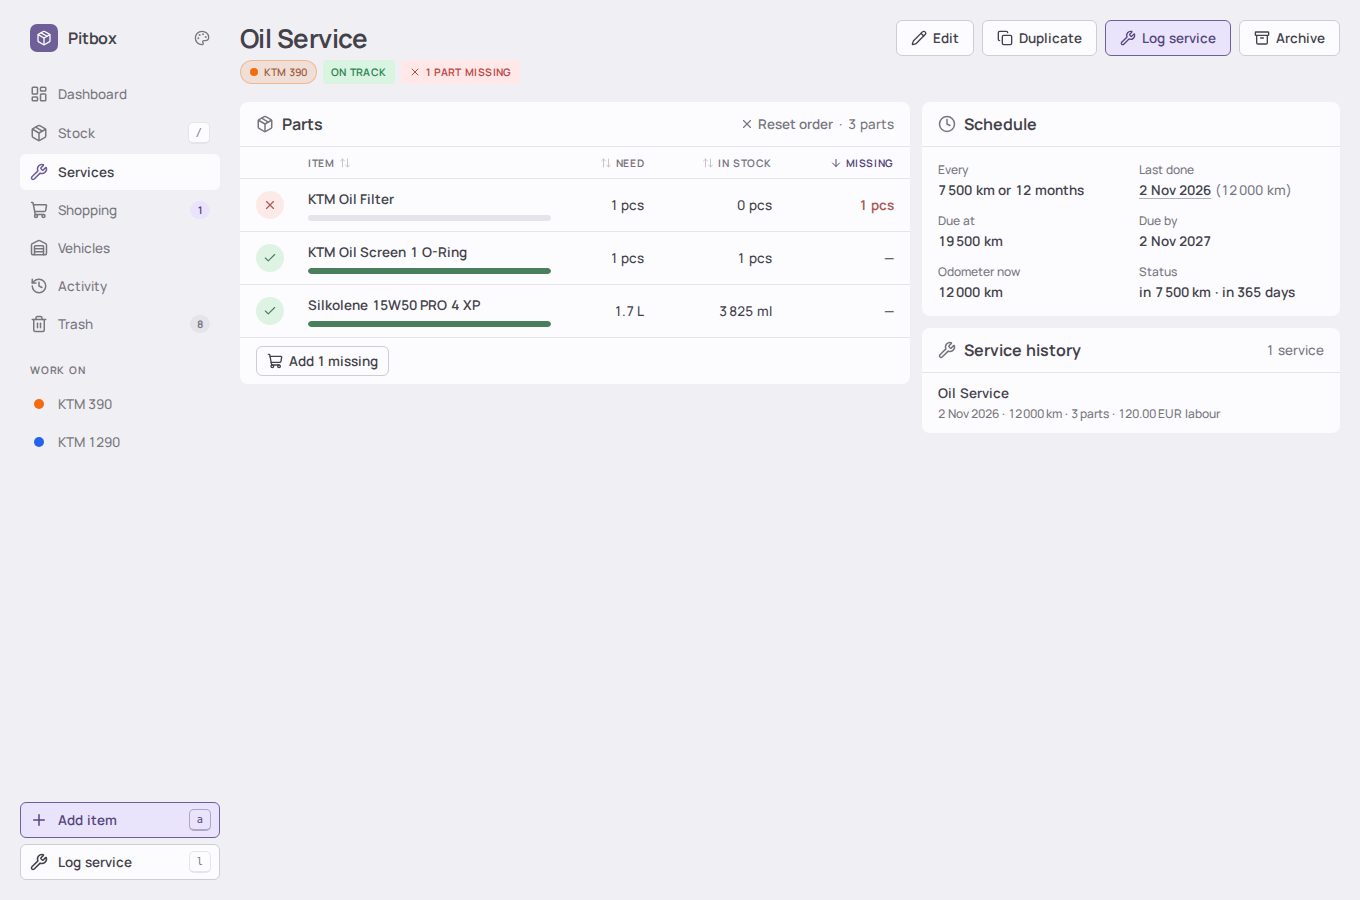 Pitbox
Dashboard
Stock /
Services
Shopping 1
Vehicles
Activity
Trash 8
WORK ON
KTM 390
KTM 1290
Add item a
Log service l
Oil Service
KTM 390 ON TRACK 1 PART MISSING
Edit Duplicate Log service Archive
Parts Reset order · 3 parts
ITEM NEED IN STOCK MISSING
KTM Oil Filter 1 pcs 0 pcs 1 pcs
KTM Oil Screen 1 O-Ring 1 pcs 1 pcs –
Silkolene 15W50 PRO 4 XP 1.7 L 3 825 ml –
Add 1 missing
Schedule
Every Last done
7 500 km or 12 months 2 Nov 2026 (12 000 km)
Due at Due by
19 500 km 2 Nov 2027
Odometer now Status
12 000 km in 7 500 km · in 365 days
Service history 1 service
Oil Service
2 Nov 2026 · 12 000 km · 3 parts · 120.00 EUR labour